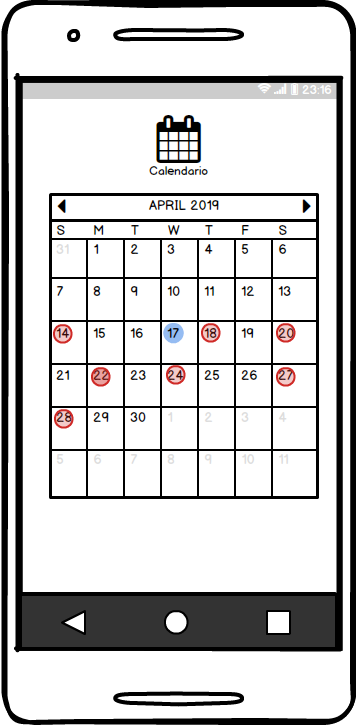 23:16
Calendario
APRIL 2019
S M T W T F S
31 1 2 3 4 5 6
7 8 9 10 11 12 13
14 15 16 17 18 19 20
21 22 23 24 25 26 27
28 29 30 1 2 3 4
5 6 7 8 9 10 11